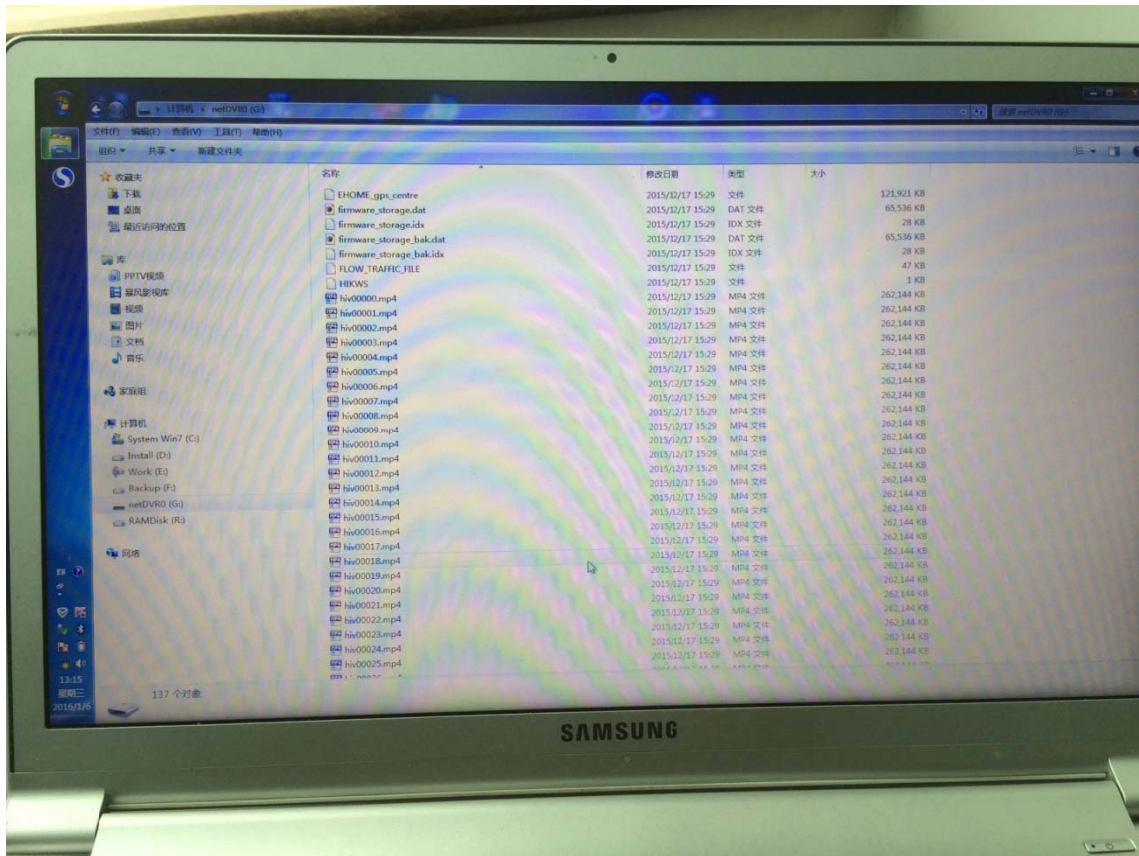 计算机 ▸ netDVR0 (G:)
搜索 netDVR0 (G:)
文件(F) 编辑(E) 查看(V) 工具(T) 帮助(H)
组织 共享 新建文件夹
收藏夹
下载
桌面
最近访问的位置
库
PPTV视频
暴风影视库
视频
图片
文档
音乐
家庭组
计算机
System Win7 (C:)
Install (D:)
Work (E:)
Backup (F:)
netDVR0 (G:)
RAMDisk (R:)
网络
名称 修改日期 类型 大小
EHOME_gps_centre 2015/12/17 15:29 文件 121,921 KB
firmware_storage.dat 2015/12/17 15:29 DAT 文件 65,536 KB
firmware_storage.idx 2015/12/17 15:29 IDX 文件 28 KB
firmware_storage_bak.dat 2015/12/17 15:29 DAT 文件 65,536 KB
firmware_storage_bak.idx 2015/12/17 15:29 IDX 文件 28 KB
FLOW_TRAFFIC_FILE 2015/12/17 15:29 文件 47 KB
HIKWS 2015/12/17 15:29 文件 1 KB
hiv00000.mp4 2015/12/17 15:29 MP4 文件 262,144 KB
hiv00001.mp4 2015/12/17 15:29 MP4 文件 262,144 KB
hiv00002.mp4 2015/12/17 15:29 MP4 文件 262,144 KB
hiv00003.mp4 2015/12/17 15:29 MP4 文件 262,144 KB
hiv00004.mp4 2015/12/17 15:29 MP4 文件 262,144 KB
hiv00005.mp4 2015/12/17 15:29 MP4 文件 262,144 KB
hiv00006.mp4 2015/12/17 15:29 MP4 文件 262,144 KB
hiv00007.mp4 2015/12/17 15:29 MP4 文件 262,144 KB
hiv00008.mp4 2015/12/17 15:29 MP4 文件 262,144 KB
hiv00009.mp4 2015/12/17 15:29 MP4 文件 262,144 KB
hiv00010.mp4 2015/12/17 15:29 MP4 文件 262,144 KB
hiv00011.mp4 2015/12/17 15:29 MP4 文件 262,144 KB
hiv00012.mp4 2015/12/17 15:29 MP4 文件 262,144 KB
hiv00013.mp4 2015/12/17 15:29 MP4 文件 262,144 KB
hiv00014.mp4 2015/12/17 15:29 MP4 文件 262,144 KB
hiv00015.mp4 2015/12/17 15:29 MP4 文件 262,144 KB
hiv00016.mp4 2015/12/17 15:29 MP4 文件 262,144 KB
hiv00017.mp4 2015/12/17 15:29 MP4 文件 262,144 KB
hiv00018.mp4 2015/12/17 15:29 MP4 文件 262,144 KB
hiv00019.mp4 2015/12/17 15:29 MP4 文件 262,144 KB
hiv00020.mp4 2015/12/17 15:29 MP4 文件 262,144 KB
hiv00021.mp4 2015/12/17 15:29 MP4 文件 262,144 KB
hiv00022.mp4 2015/12/17 15:29 MP4 文件 262,144 KB
hiv00023.mp4 2015/12/17 15:29 MP4 文件 262,144 KB
hiv00024.mp4 2015/12/17 15:29 MP4 文件 262,144 KB
hiv00025.mp4
137 个对象
13:15
星期三
2016/1/6
SAMSUNG